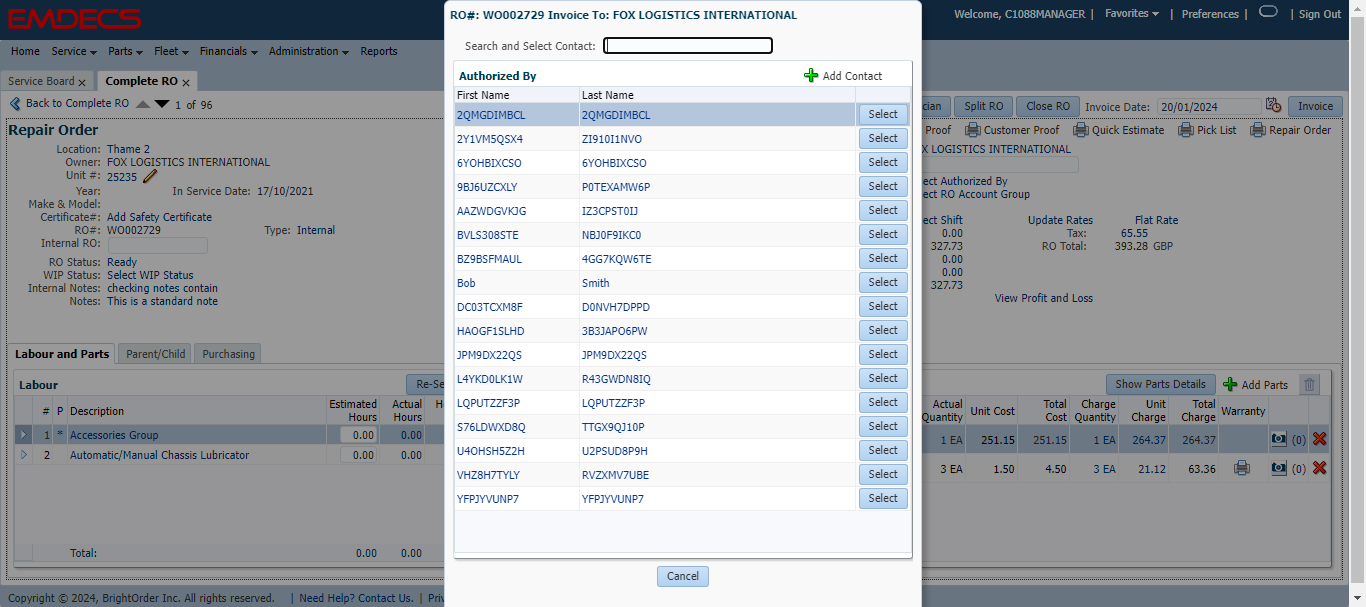 EMDECS
Welcome, C1088MANAGER | Favorites | Preferences | | Sign Out
Home Service Parts Fleet Financials Administration Reports
Service Board x Complete RO x
Back to Complete RO 1 of 96
Split RO Close RO Invoice Date: 20/01/2024 Invoice
Repair Order
Proof Customer Proof Quick Estimate Pick List Repair Order
Location: Thame 2
Owner: FOX LOGISTICS INTERNATIONAL
Unit #: 25235
Year: In Service Date: 17/10/2021
Make & Model:
Certificate#: Add Safety Certificate
RO#: WO002729 Type: Internal
Internal RO:
RO Status: Ready
WIP Status: Select WIP Status
Internal Notes: checking notes contain
Notes: This is a standard note
X LOGISTICS INTERNATIONAL
ect Authorized By
ect RO Account Group
ect Shift Update Rates Flat Rate
0.00 Tax: 65.55
327.73 RO Total: 393.28 GBP
0.00
0.00
327.73
View Profit and Loss
RO#: WO002729 Invoice To: FOX LOGISTICS INTERNATIONAL
Search and Select Contact:
Authorized By Add Contact
First Name Last Name
2QMGDIMBCL 2QMGDIMBCL Select
2Y1VM5QSX4 ZI910I1NVO Select
6YOHBIXCSO 6YOHBIXCSO Select
9BJ6UZCXLY P0TEXAMW6P Select
AAZWDGVKJG IZ3CPST0IJ Select
BVLS308STE NBJ0F9IKC0 Select
BZ9BSFMAUL 4GG7KQW6TE Select
Bob Smith Select
DC03TCXM8F D0NVH7DPPD Select
HAOGF1SLHD 3B3JAPO6PW Select
JPM9DX22QS JPM9DX22QS Select
L4YKD0LK1W R43GWDN8IQ Select
LQPUTZZF3P LQPUTZZF3P Select
S76LDWXD8Q TTGX9QJ10P Select
U4OHSH5Z2H U2PSUD8P9H Select
VHZ8H7TYLY RVZXMV7UBE Select
YFPJYVUNP7 YFPJYVUNP7 Select
Cancel
Labour and Parts Parent/Child Purchasing
Labour Re-Se
# P Description Estimated Hours Actual Hours
1 * Accessories Group 0.00 0.00
2 Automatic/Manual Chassis Lubricator 0.00 0.00
Total: 0.00 0.00
Show Parts Details Add Parts
Actual Quantity Unit Cost Total Cost Charge Quantity Unit Charge Total Charge Warranty
1 EA 251.15 251.15 1 EA 264.37 264.37 (0)
3 EA 1.50 4.50 3 EA 21.12 63.36 (0)
Copyright © 2024, BrightOrder Inc. All rights reserved. | Need Help? Contact Us. | Priv